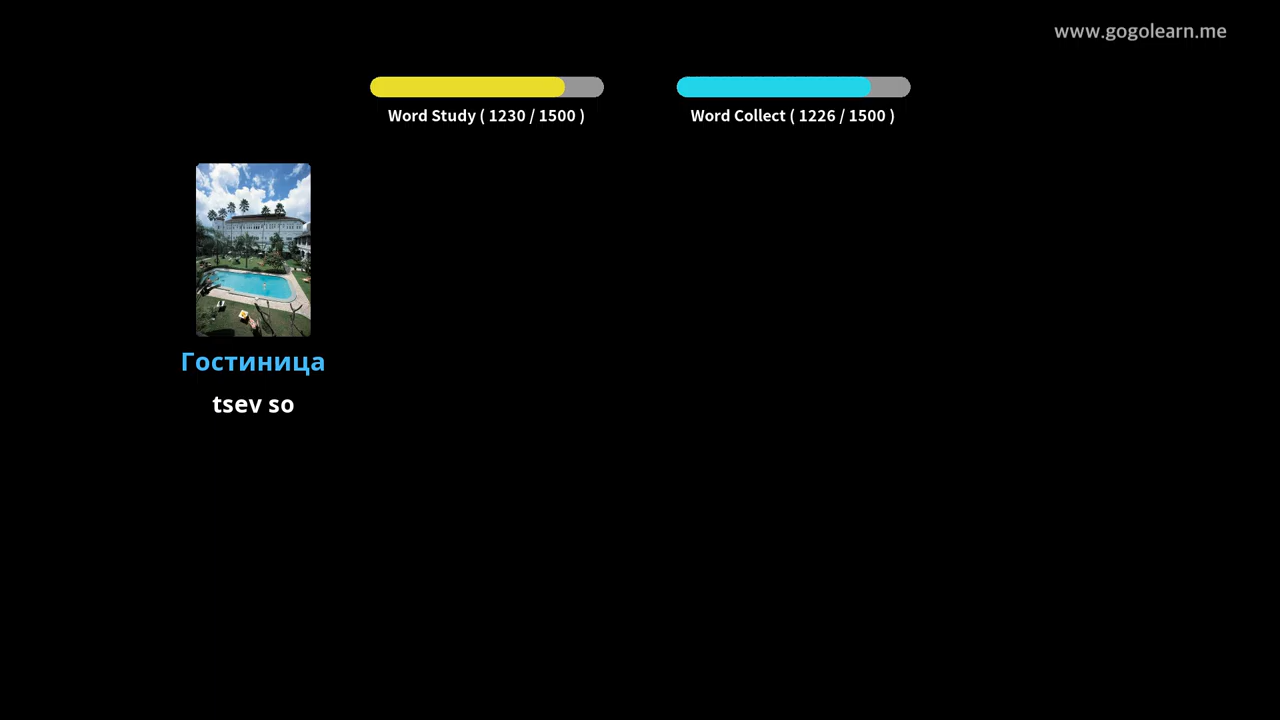 www.gogolearn.me
Word Study ( 1230 / 1500 )
Word Collect ( 1226 / 1500 )
Гостиница
tsev so